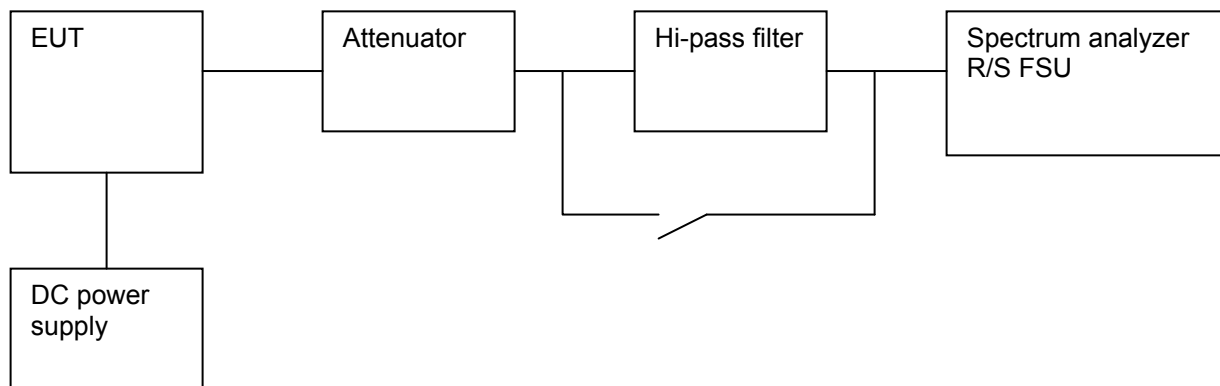 EUT
Attenuator
Hi-pass filter
Spectrum analyzer
R/S FSU
DC power
supply